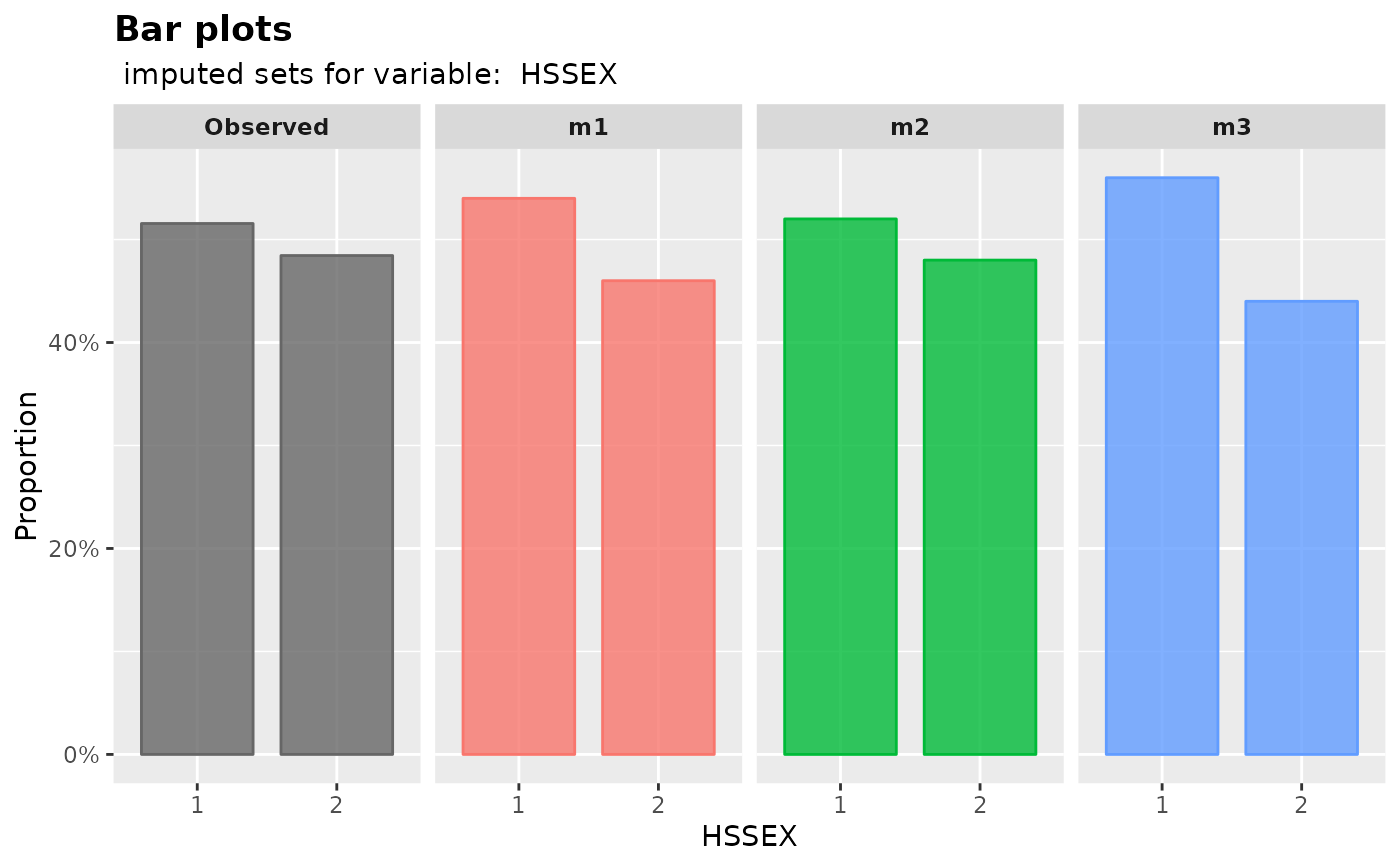 Bar plots
imputed sets for variable:  HSSEX
Observed m1 m2 m3
40%
20%
0%
Proportion
1 2 1 2 1 2 1 2
HSSEX